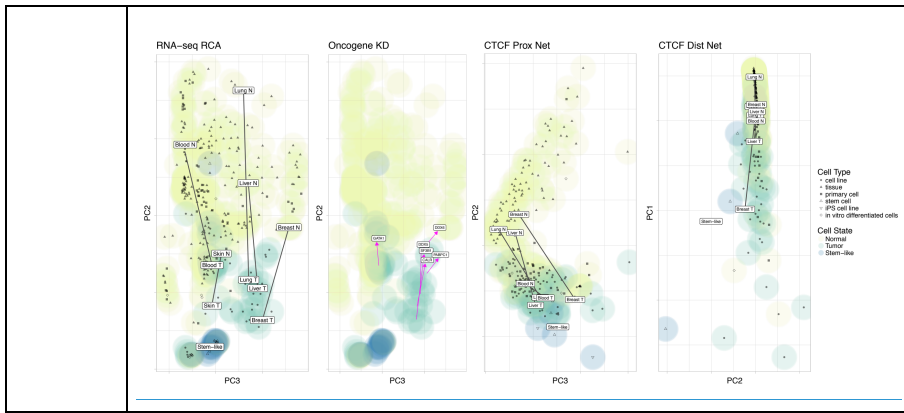 RNA−seq RCA
Oncogene KD
CTCF Prox Net
CTCF Dist Net
Lung N
Blood N
Liver N
Breast N
Skin N
Blood T
Lung T
Liver T
Skin T
Breast T
Stem−like
PC2
PC3
GATA1
PC2
PC3
Breast N
Lung N
Liver N
Blood N
Blood T
Liver T
Breast T
Stem−like
PC2
PC3
Lung N
Breast N
Liver N
Lung T
Blood N
Liver T
Breast T
Stem−like
PC1
PC2
Cell Type
cell line
tissue
primary cell
stem cell
iPS cell line
in vitro differentiated cells
Cell State
Normal
Tumor
Stem−like